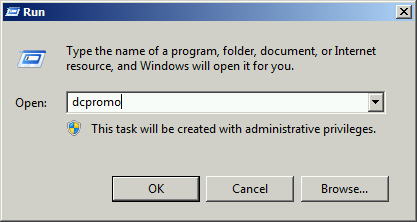 Run
Type the name of a program, folder, document, or Internet
resource, and Windows will open it for you.
Open: dcpromo
This task will be created with administrative privileges.
OK Cancel Browse...